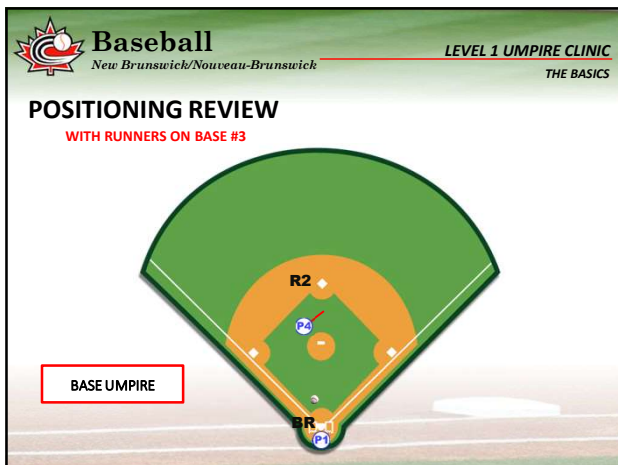 Baseball
New Brunswick/Nouveau-Brunswick
LEVEL 1 UMPIRE CLINIC
THE BASICS
POSITIONING REVIEW
WITH RUNNERS ON BASE #3
R2
P4
BASE UMPIRE
BR
P1